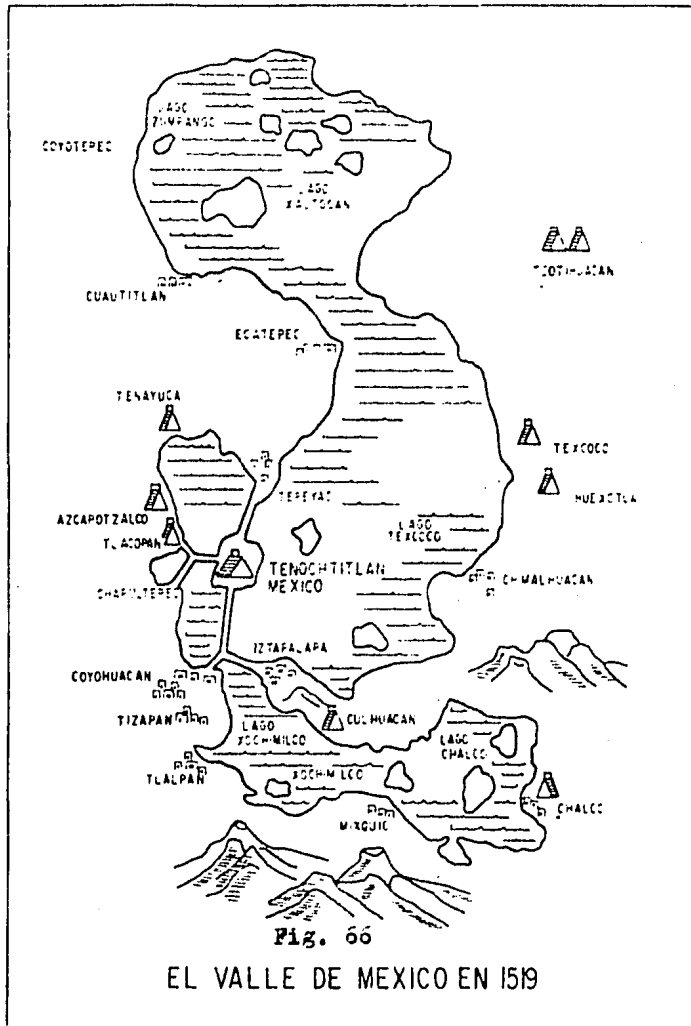 LAGO
ZUMPANGO
COYOTEPEC
LAGO
XALTOCAN
TEOTIHUACAN
CUAUTITLAN
ECATEPEC
TENAYUCA
TEXCOCO
HUEXOTLA
TEPEYAC
AZCAPOTZALCO
LAGO
TEXCOCO
TLACOPAN
TENOCHTITLAN
MEXICO
CHIMALHUACAN
CHAPULTEPEC
IZTAPALAPA
COYOHUACAN
TIZAPAN
CULHUACAN
LAGO
XOCHIMILCO
LAGO
CHALCO
TLALPAN
XOCHIMILCO
CHALCO
MIXQUIC
Fig. 66
EL VALLE DE MEXICO EN 1519